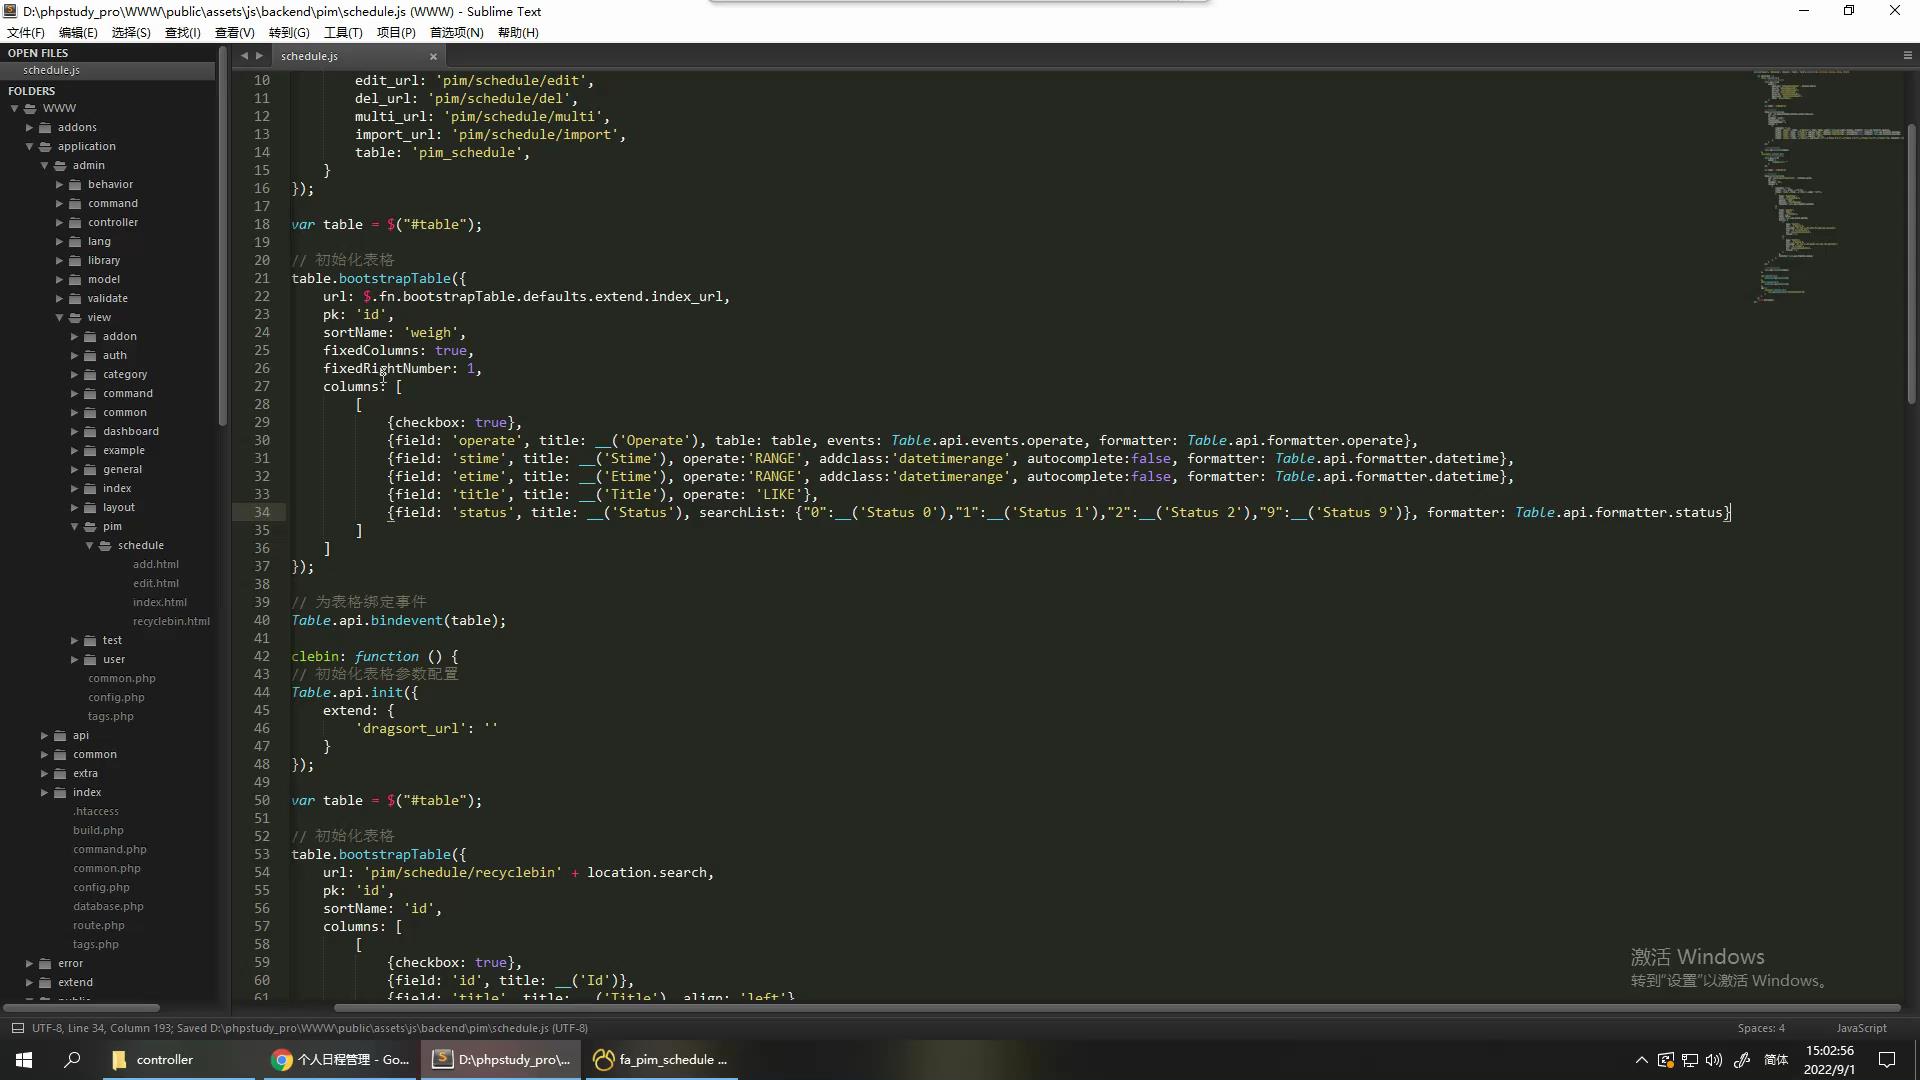 D:\phpstudy_pro\WWW\public\assets\js\backend\pim\schedule.js (WWW) - Sublime Text
文件(F) 编辑(E) 选择(S) 查找(I) 查看(V) 转到(G) 工具(T) 项目(P) 首选项(N) 帮助(H)
OPEN FILES
schedule.js
FOLDERS
WWW
addons
application
admin
behavior
command
controller
lang
library
model
validate
view
addon
auth
category
command
common
dashboard
example
general
index
layout
pim
schedule
add.html
edit.html
index.html
recyclebin.html
test
user
common.php
config.php
tags.php
api
common
extra
index
.htaccess
build.php
command.php
common.php
config.php
database.php
route.php
tags.php
error
extend
schedule.js
10 edit_url: 'pim/schedule/edit',
11 del_url: 'pim/schedule/del',
12 multi_url: 'pim/schedule/multi',
13 import_url: 'pim/schedule/import',
14 table: 'pim_schedule',
15 }
16 });
17
18 var table = $("#table");
19
20 // 初始化表格
21 table.bootstrapTable({
22 url: $.fn.bootstrapTable.defaults.extend.index_url,
23 pk: 'id',
24 sortName: 'weigh',
25 fixedColumns: true,
26 fixedRightNumber: 1,
27 columns: [
28 [
29 {checkbox: true},
30 {field: 'operate', title: __('Operate'), table: table, events: Table.api.events.operate, formatter: Table.api.formatter.operate},
31 {field: 'stime', title: __('Stime'), operate:'RANGE', addclass:'datetimerange', autocomplete:false, formatter: Table.api.formatter.datetime},
32 {field: 'etime', title: __('Etime'), operate:'RANGE', addclass:'datetimerange', autocomplete:false, formatter: Table.api.formatter.datetime},
33 {field: 'title', title: __('Title'), operate: 'LIKE'},
34 {field: 'status', title: __('Status'), searchList: {"0":__('Status 0'),"1":__('Status 1'),"2":__('Status 2'),"9":__('Status 9')}, formatter: Table.api.formatter.status}
35 ]
36 ]
37 });
38
39 // 为表格绑定事件
40 Table.api.bindevent(table);
41
42 clebin: function () {
43 // 初始化表格参数配置
44 Table.api.init({
45 extend: {
46 'dragsort_url': ''
47 }
48 });
49
50 var table = $("#table");
51
52 // 初始化表格
53 table.bootstrapTable({
54 url: 'pim/schedule/recyclebin' + location.search,
55 pk: 'id',
56 sortName: 'id',
57 columns: [
58 [
59 {checkbox: true},
60 {field: 'id', title: __('Id')},
61 {field: 'title', title: __('Title'), align: 'left'},
激活 Windows
转到"设置"以激活 Windows。
UTF-8, Line 34, Column 193; Saved D:\phpstudy_pro\WWW\public\assets\js\backend\pim\schedule.js (UTF-8)
Spaces: 4
JavaScript
controller
个人日程管理 - Go...
D:\phpstudy_pro\...
fa_pim_schedule ...
简体
15:02:56
2022/9/1